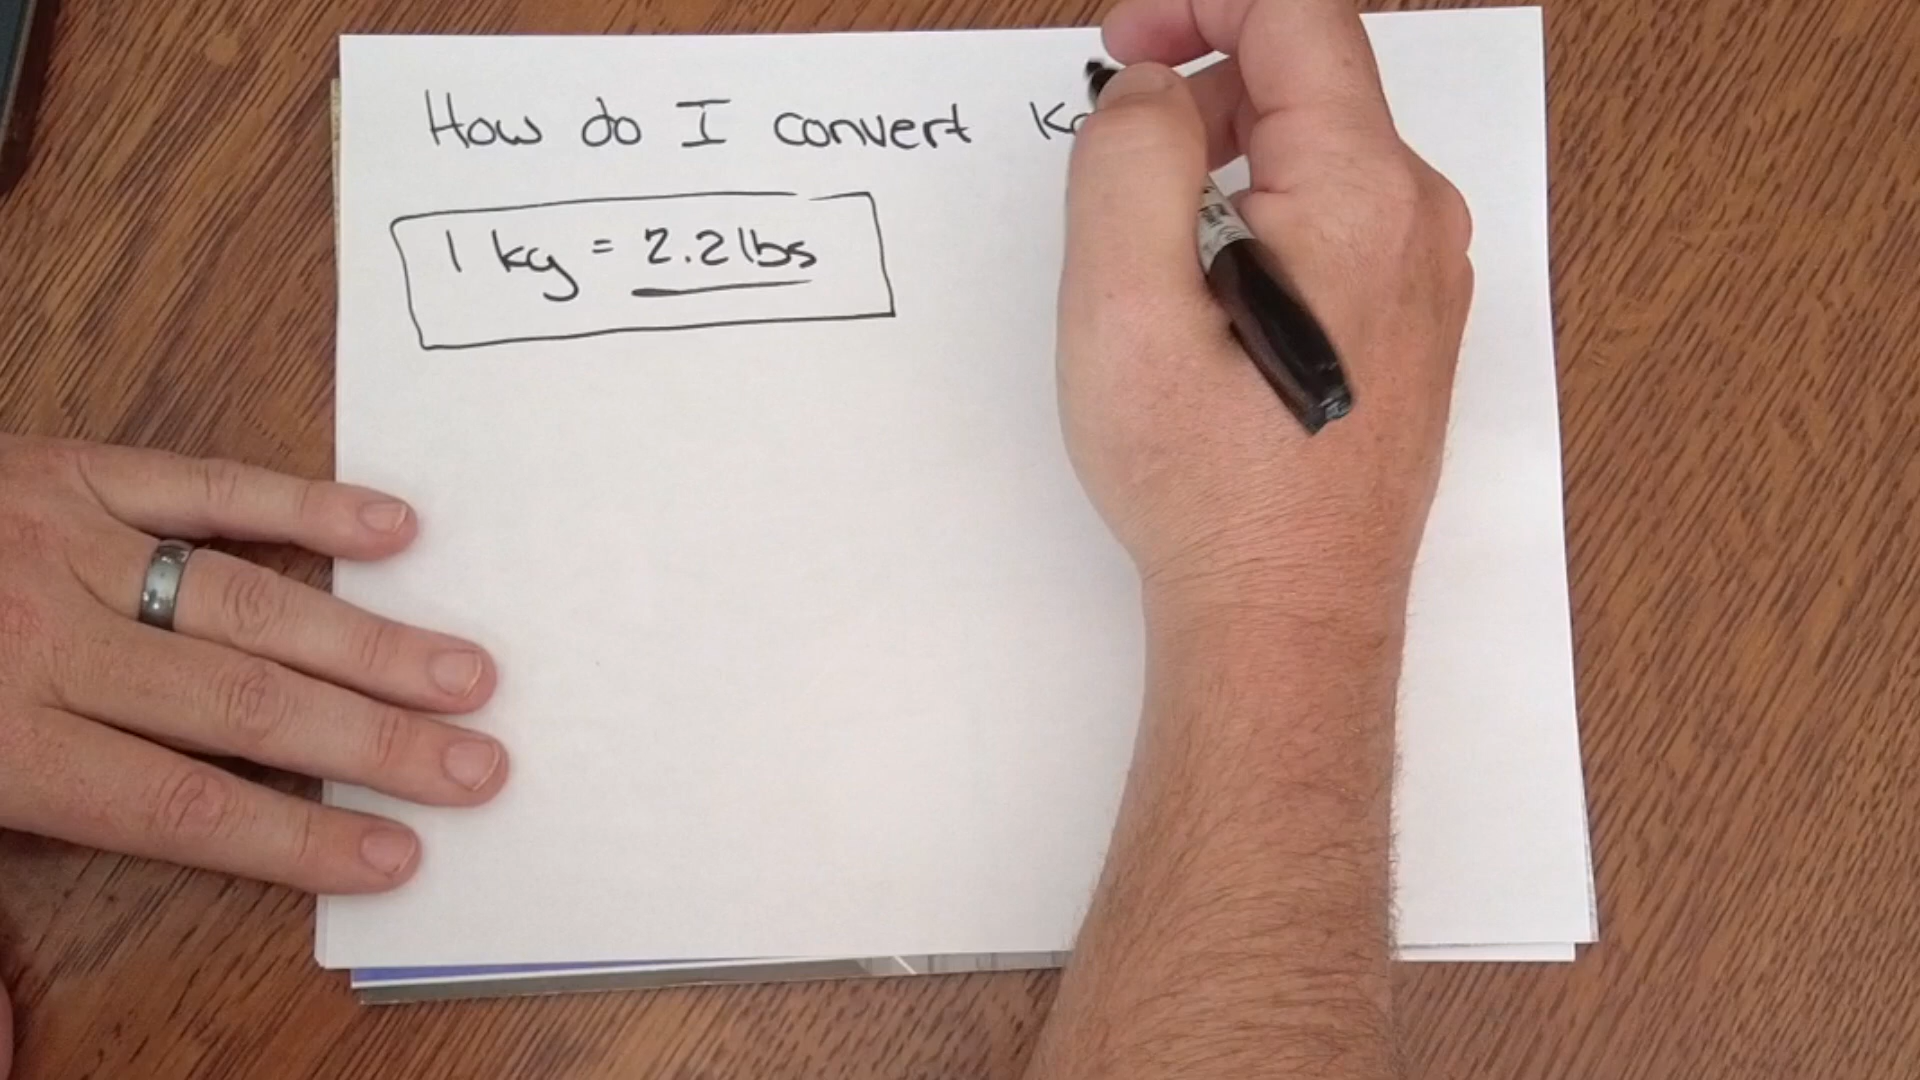 How do I convert
1 kg = 2.2 lbs